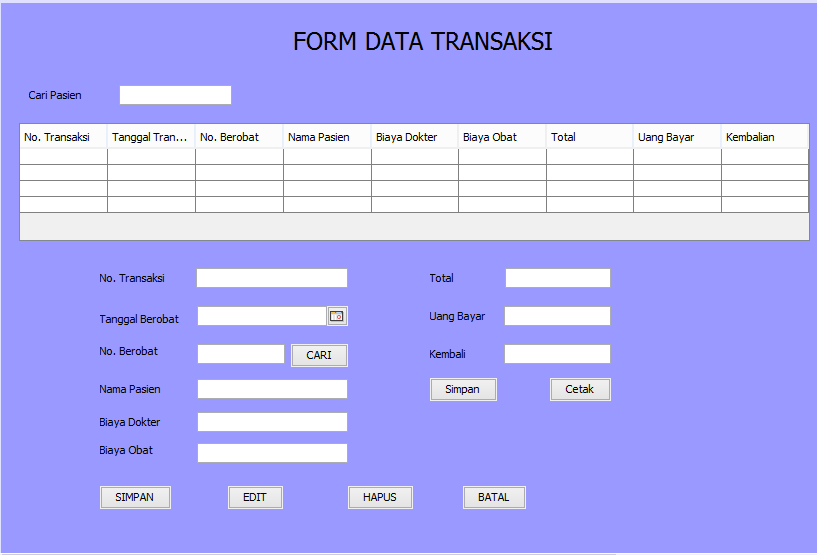 FORM DATA TRANSAKSI
Cari Pasien
No. Transaksi Tanggal Tran... No. Berobat Nama Pasien Biaya Dokter Biaya Obat Total Uang Bayar Kembalian
No. Transaksi Total
Tanggal Berobat Uang Bayar
No. Berobat CARI Kembali
Nama Pasien Simpan Cetak
Biaya Dokter
Biaya Obat
SIMPAN EDIT HAPUS BATAL